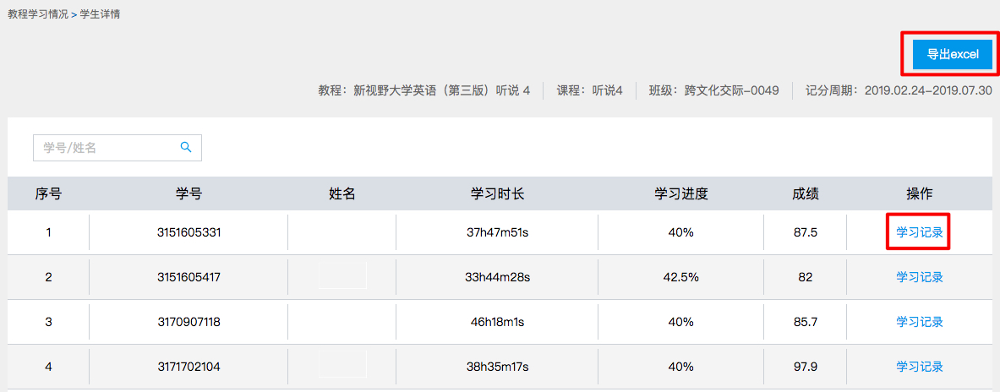 教程学习情况 > 学生详情
导出excel
教程：新视野大学英语（第三版）听说 4 课程：听说4 班级：跨文化交际-0049 记分周期：2019.02.24-2019.07.30
学号/姓名
序号 学号 姓名 学习时长 学习进度 成绩 操作
1 3151605331 37h47m51s 40% 87.5 学习记录
2 3151605417 33h44m28s 42.5% 82 学习记录
3 3170907118 46h18m1s 40% 85.7 学习记录
4 3171702104 38h35m17s 40% 97.9 学习记录